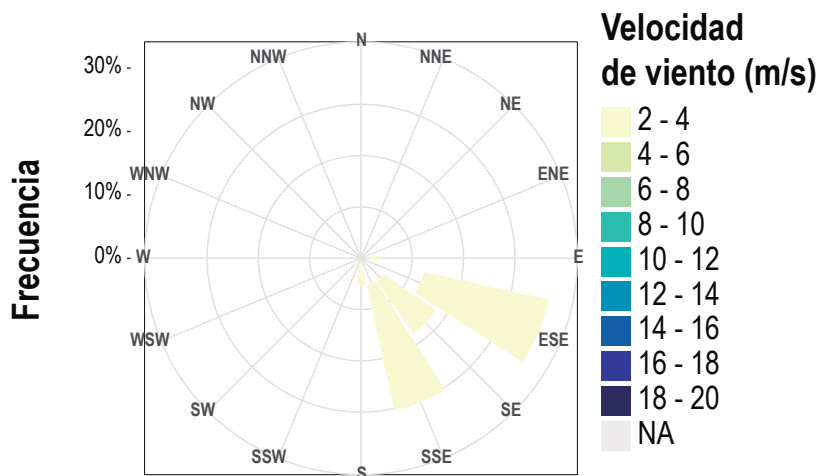 Velocidad
de viento (m/s)
2 - 4
4 - 6
6 - 8
8 - 10
10 - 12
12 - 14
14 - 16
16 - 18
18 - 20
NA
Frecuencia
30% -
20% -
10% -
0% -
N
NNE
NE
ENE
E
ESE
SE
SSE
S
SSW
SW
WSW
W
WNW
NW
NNW